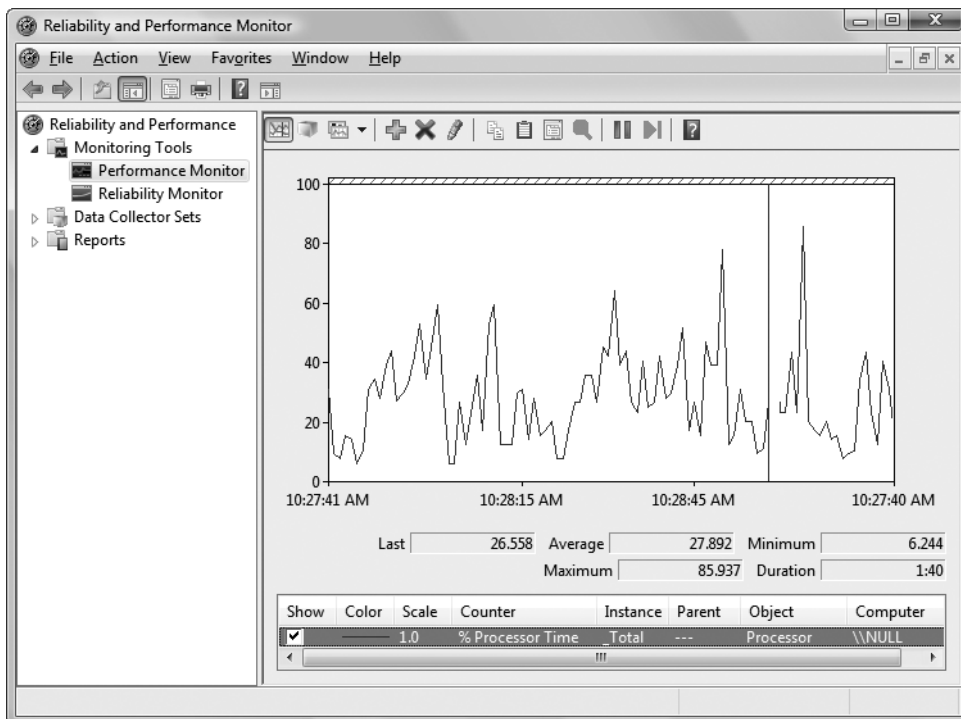 Reliability and Performance Monitor
File Action View Favorites Window Help
Reliability and Performance
Monitoring Tools
Performance Monitor
Reliability Monitor
Data Collector Sets
Reports
100
80
60
40
20
0
10:27:41 AM 10:28:15 AM 10:28:45 AM 10:27:40 AM
Last 26.558 Average 27.892 Minimum 6.244
Maximum 85.937 Duration 1:40
Show Color Scale Counter Instance Parent Object Computer
1.0 % Processor Time _Total --- Processor \\NULL